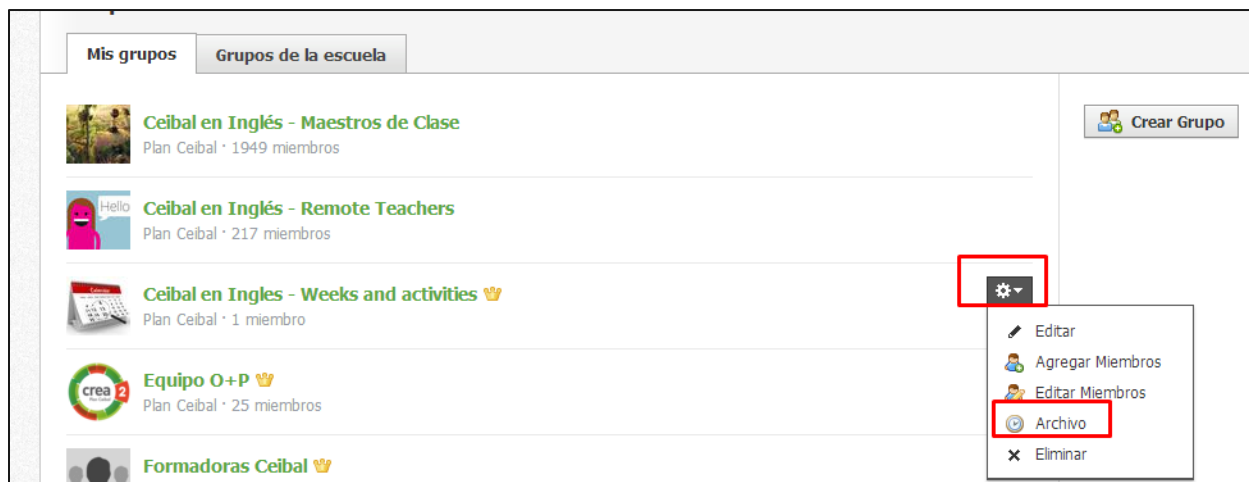 Mis grupos
Grupos de la escuela
Ceibal en Inglés - Maestros de Clase
Plan Ceibal · 1949 miembros
Crear Grupo
Hello
Ceibal en Inglés - Remote Teachers
Plan Ceibal · 217 miembros
Calendar
Ceibal en Ingles - Weeks and activities
Plan Ceibal · 1 miembro
Editar
Agregar Miembros
Editar Miembros
Archivo
Eliminar
crea 2
Plan Ceibal
Equipo O+P
Plan Ceibal · 25 miembros
Formadoras Ceibal